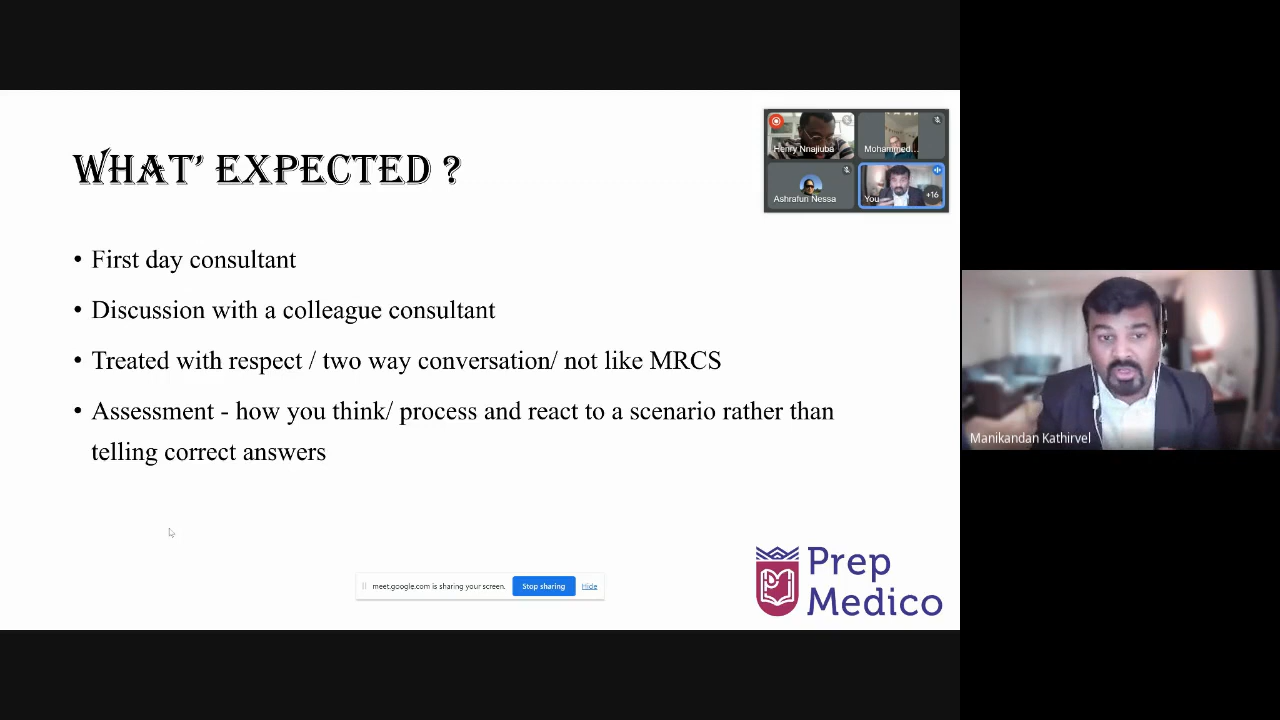 WHAT' EXPECTED ?
Henry Nnajiuba
Mohammed...
Ashrafun Nessa
You
+16
• First day consultant
• Discussion with a colleague consultant
• Treated with respect / two way conversation/ not like MRCS
• Assessment - how you think/ process and react to a scenario rather than
telling correct answers
Manikandan Kathirvel
meet.google.com is sharing your screen.
Stop sharing
Hide
Prep
Medico